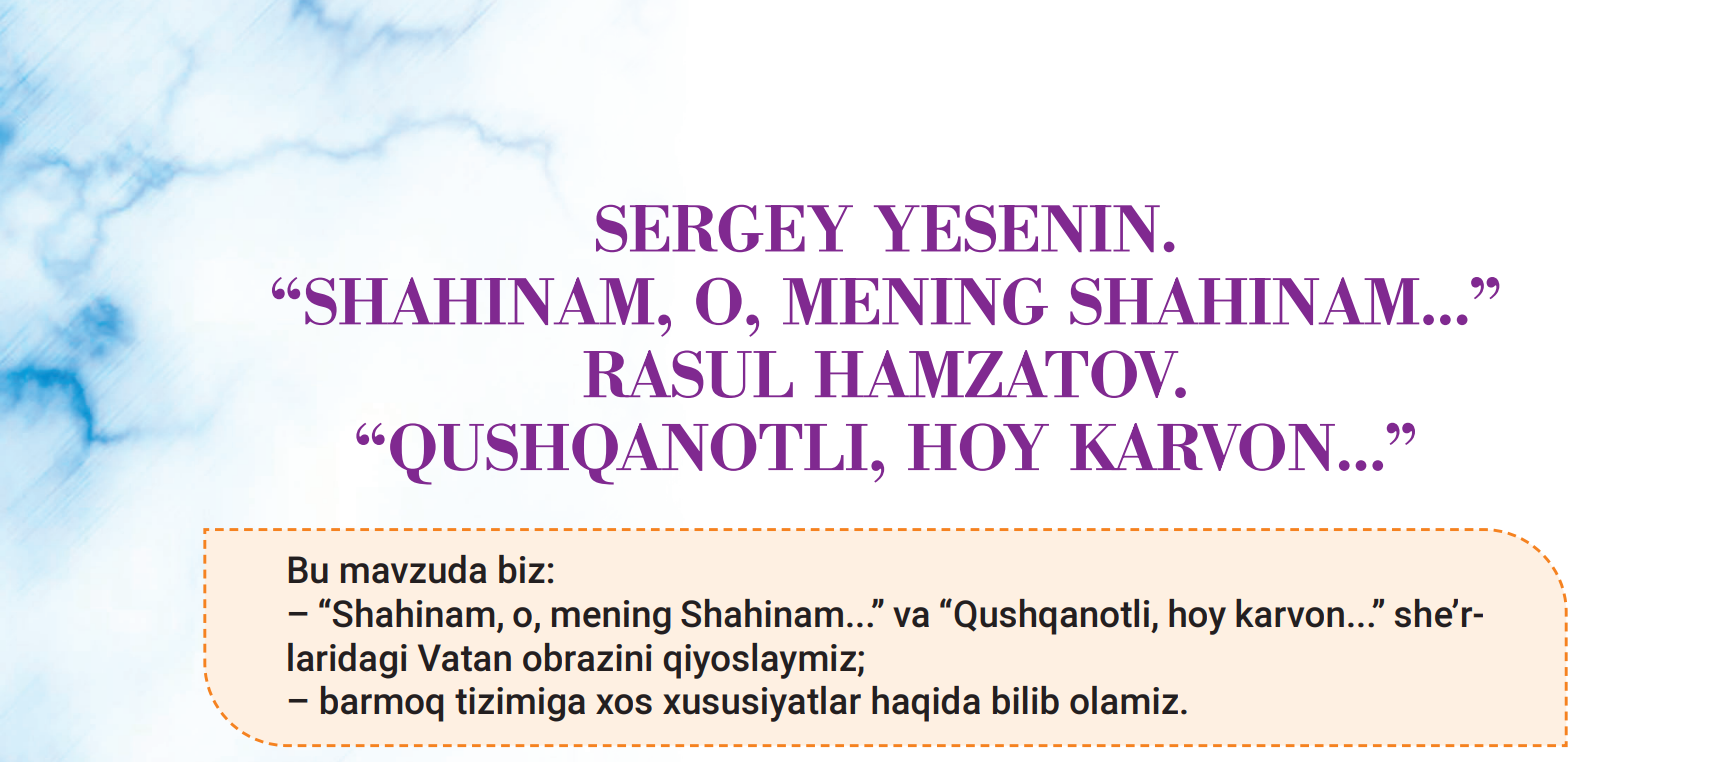 SERGEY YESENIN.
“SHAHINAM, O, MENING SHAHINAM...”
RASUL HAMZATOV.
“QUSHQANOTLI, HOY KARVON...”
Bu mavzuda biz:
– “Shahinam, o, mening Shahinam...” va “Qushqanotli, hoy karvon...” she’r-
laridagi Vatan obrazini qiyoslaymiz;
– barmoq tizimiga xos xususiyatlar haqida bilib olamiz.